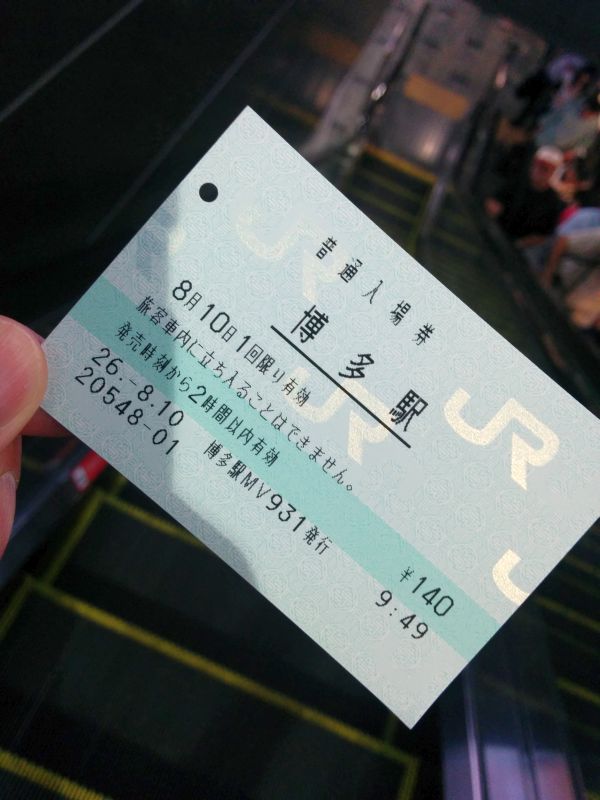 普通入場券
博多駅
8月10日1回限り有効
旅客車内に立ち入ることはできません。
発売時刻から2時間以内有効
¥140
26.-8.10
博多駅MV931発行
9:49
20548-01
JR
JR
JR